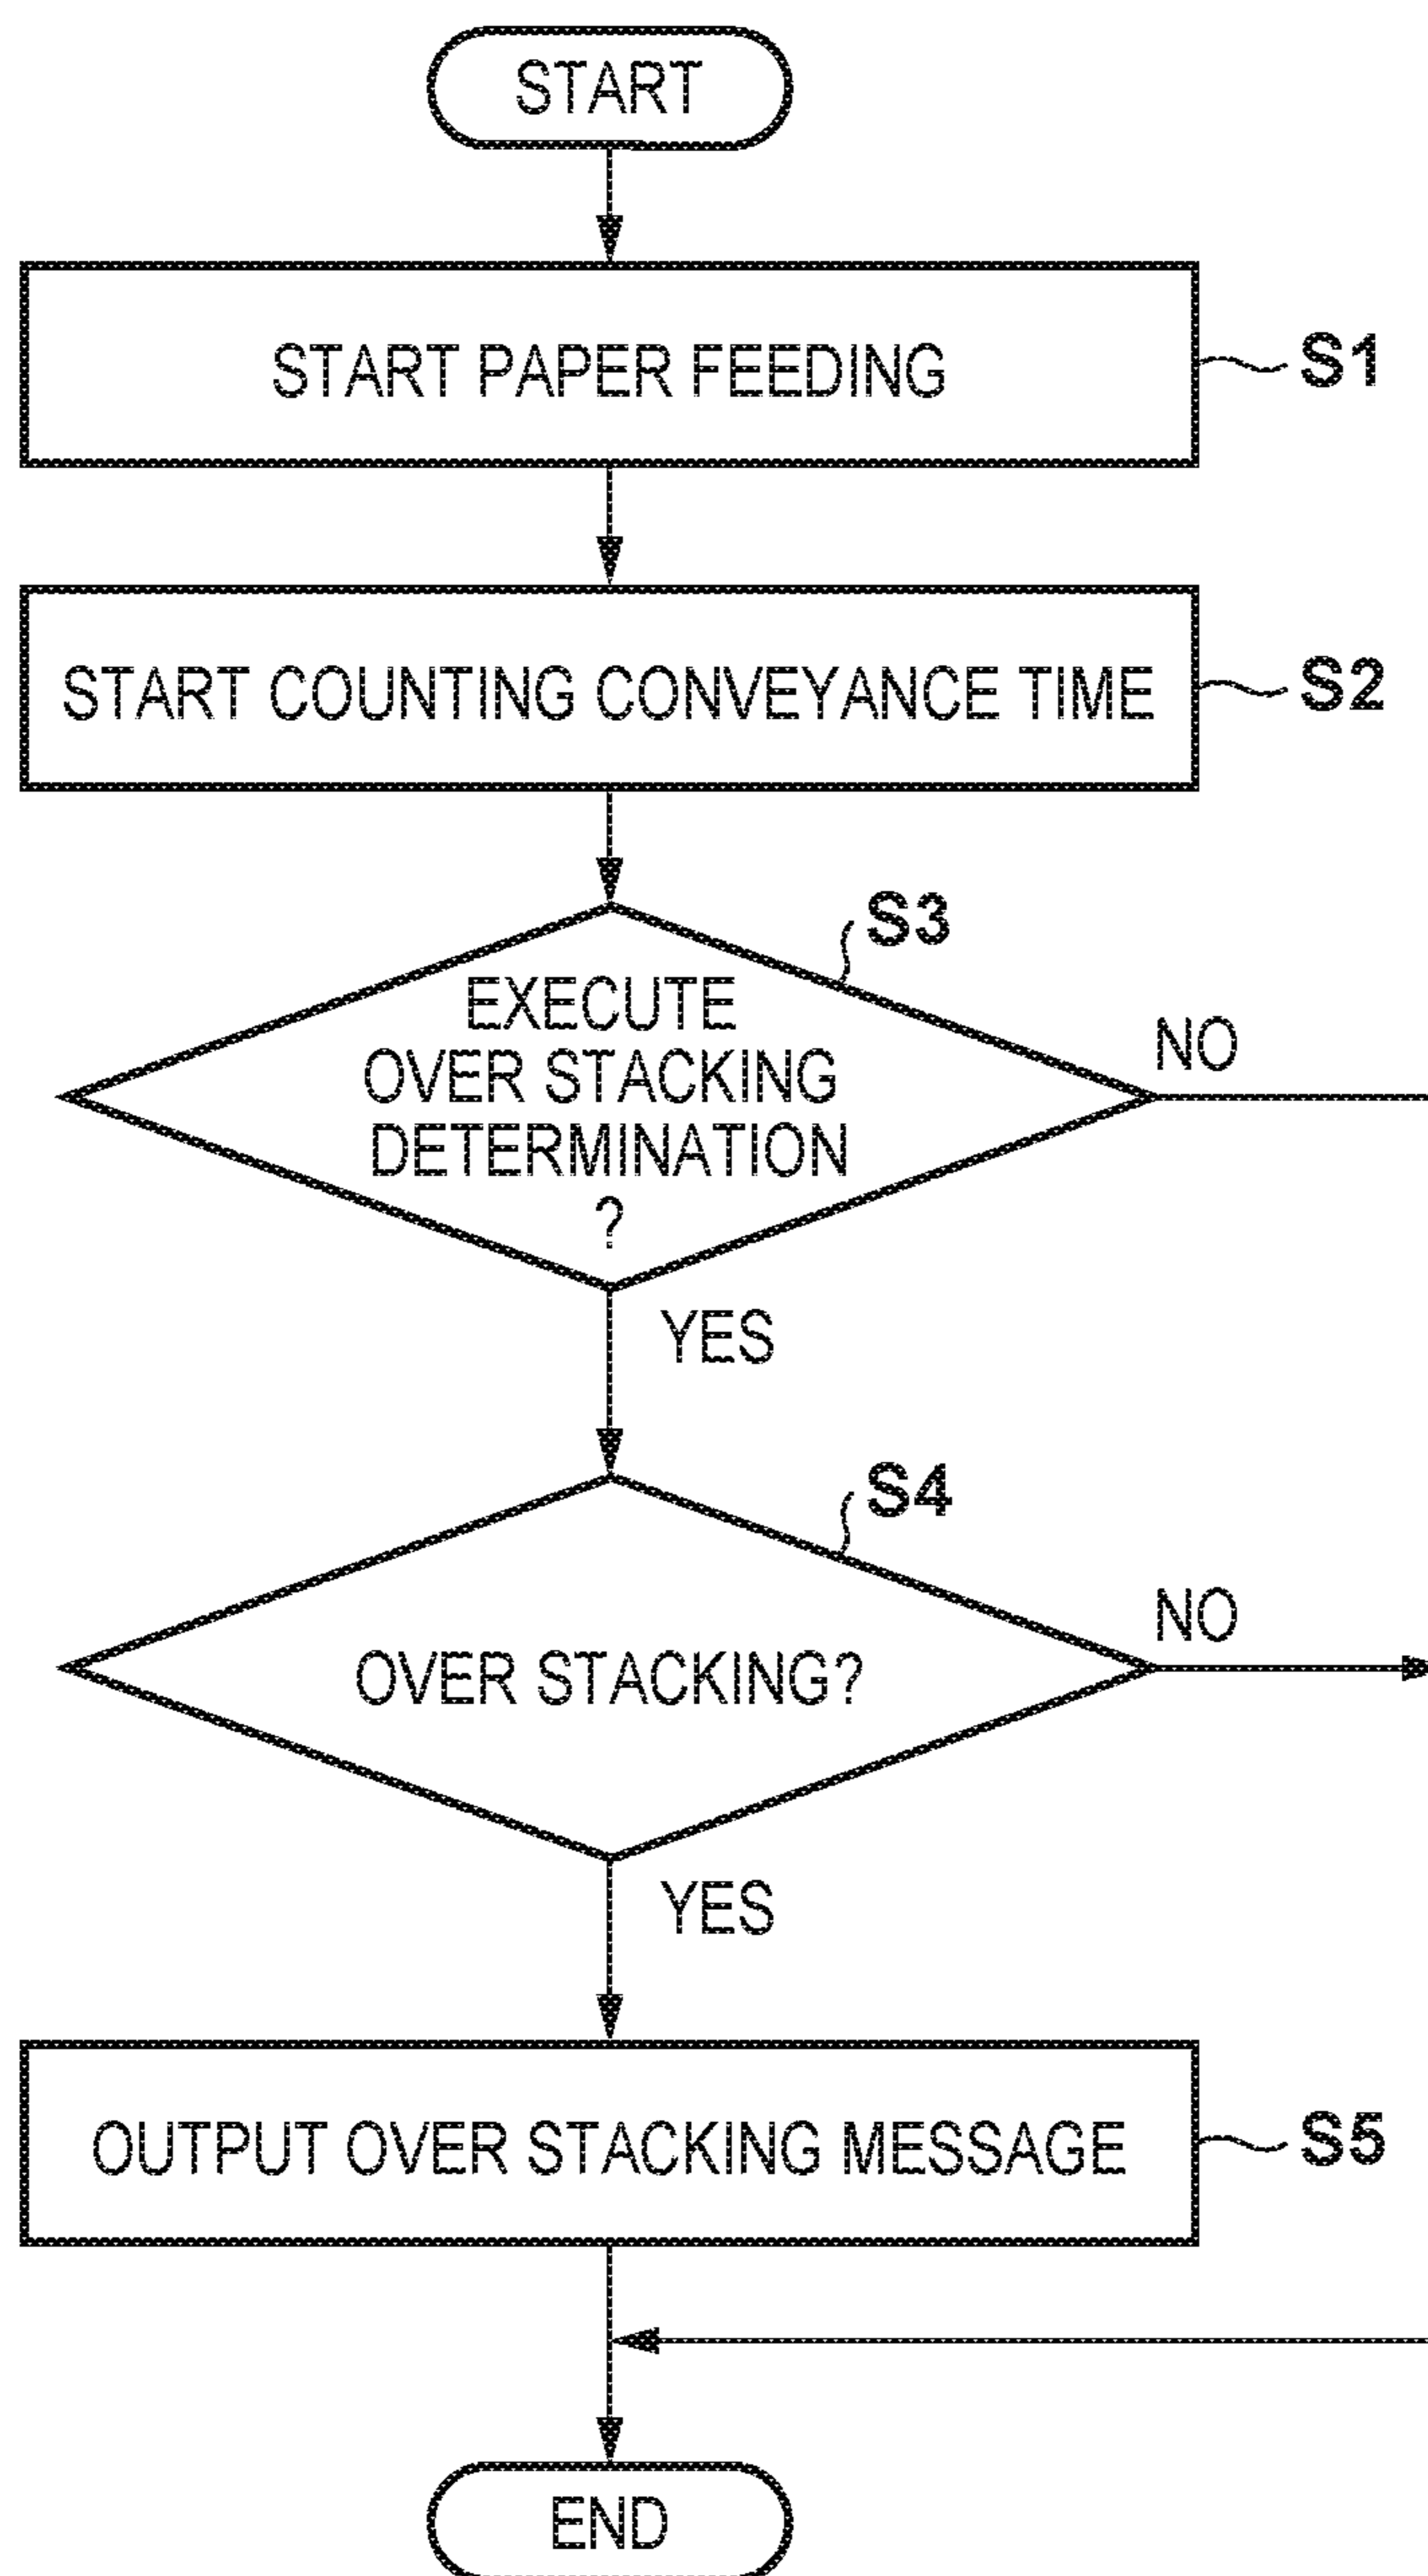 START
START PAPER FEEDING
S1
START COUNTING CONVEYANCE TIME
S2
S3
EXECUTE
OVER STACKING
DETERMINATION
?
NO
YES
S4
OVER STACKING?
NO
YES
OUTPUT OVER STACKING MESSAGE
S5
END